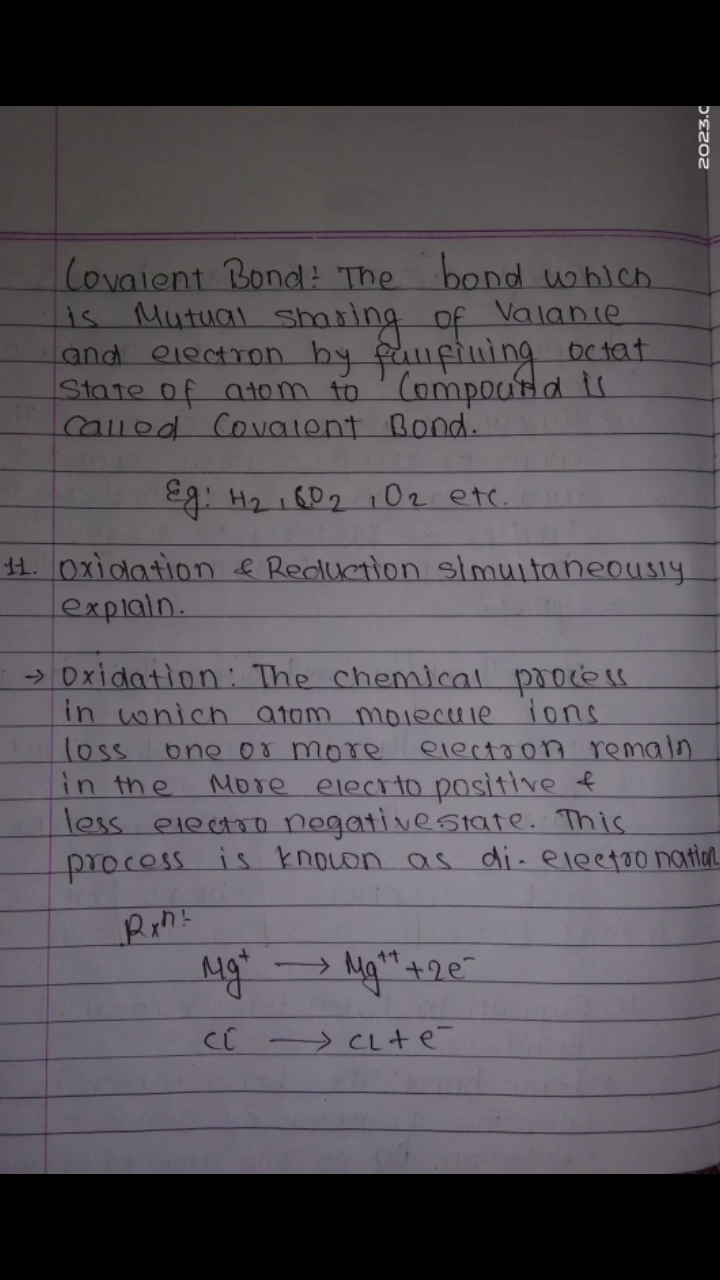 2023.0
Covalent Bond: The bond which
is Mutual sharing of Valance
and electron by fullfilling octat
state of atom to Compound is
called Covalent Bond.
Eg: H2, CO2, O2 etc.
11. Oxidation & Reduction simultaneously
explain.
→ Oxidation: The chemical process
in which atom molecule ions
loss one or more electron remain
in the More elecrto positive &
less electro negative state. This
process is known as di-electronation
Rxn:-
Mg⁺ → Mg⁺⁺ + 2e⁻
Cl⁻ → Cl + e⁻